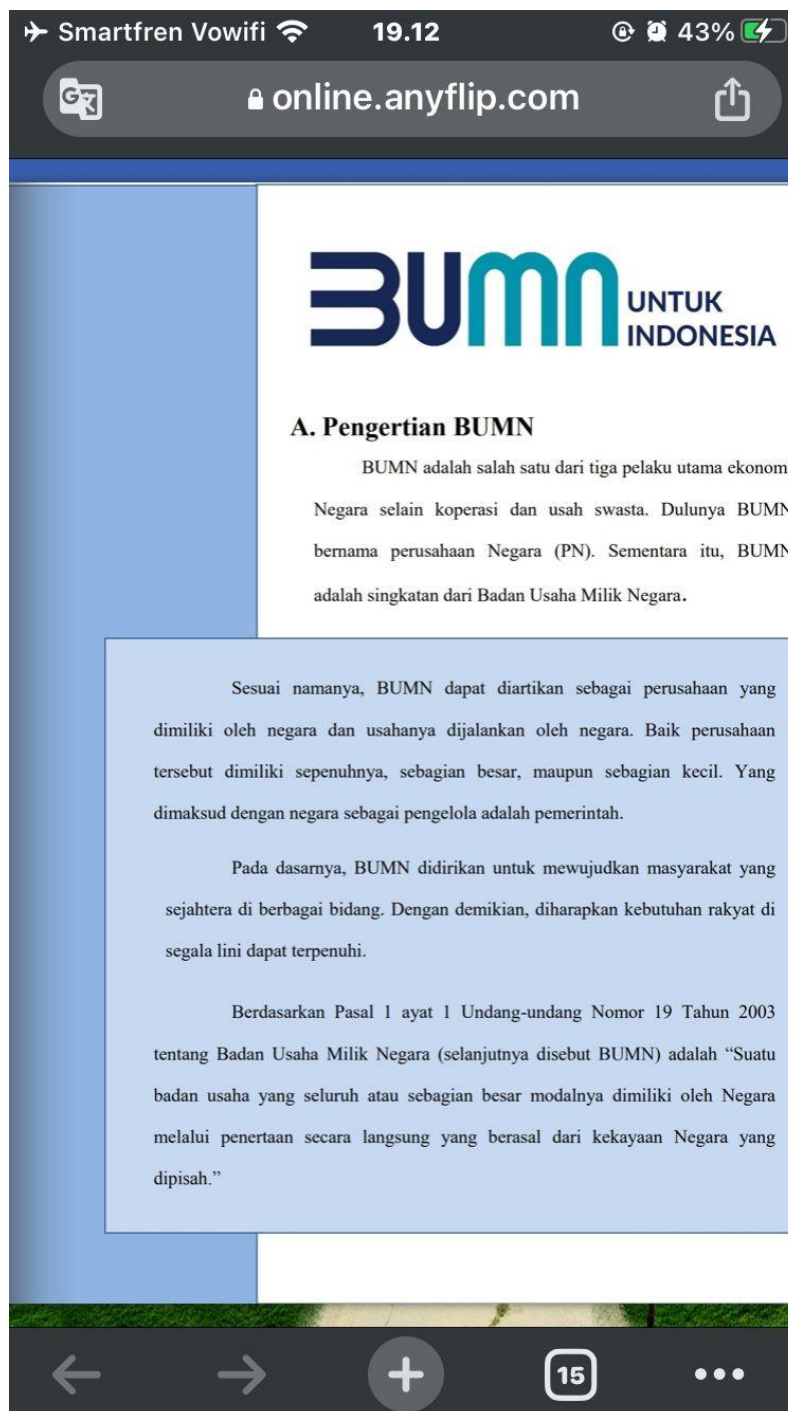 Smartfren Vowifi 19.12 43%
online.anyflip.com
BUMN UNTUK
INDONESIA
A. Pengertian BUMN
BUMN adalah salah satu dari tiga pelaku utama ekonom
Negara selain koperasi dan usah swasta. Dulunya BUMN
bernama perusahaan Negara (PN). Sementara itu, BUMN
adalah singkatan dari Badan Usaha Milik Negara.
Sesuai namanya, BUMN dapat diartikan sebagai perusahaan yang
dimiliki oleh negara dan usahanya dijalankan oleh negara. Baik perusahaan
tersebut dimiliki sepenuhnya, sebagian besar, maupun sebagian kecil. Yang
dimaksud dengan negara sebagai pengelola adalah pemerintah.
Pada dasarnya, BUMN didirikan untuk mewujudkan masyarakat yang
sejahtera di berbagai bidang. Dengan demikian, diharapkan kebutuhan rakyat di
segala lini dapat terpenuhi.
Berdasarkan Pasal 1 ayat 1 Undang-undang Nomor 19 Tahun 2003
tentang Badan Usaha Milik Negara (selanjutnya disebut BUMN) adalah “Suatu
badan usaha yang seluruh atau sebagian besar modalnya dimiliki oleh Negara
melalui penertaan secara langsung yang berasal dari kekayaan Negara yang
dipisah.”
15